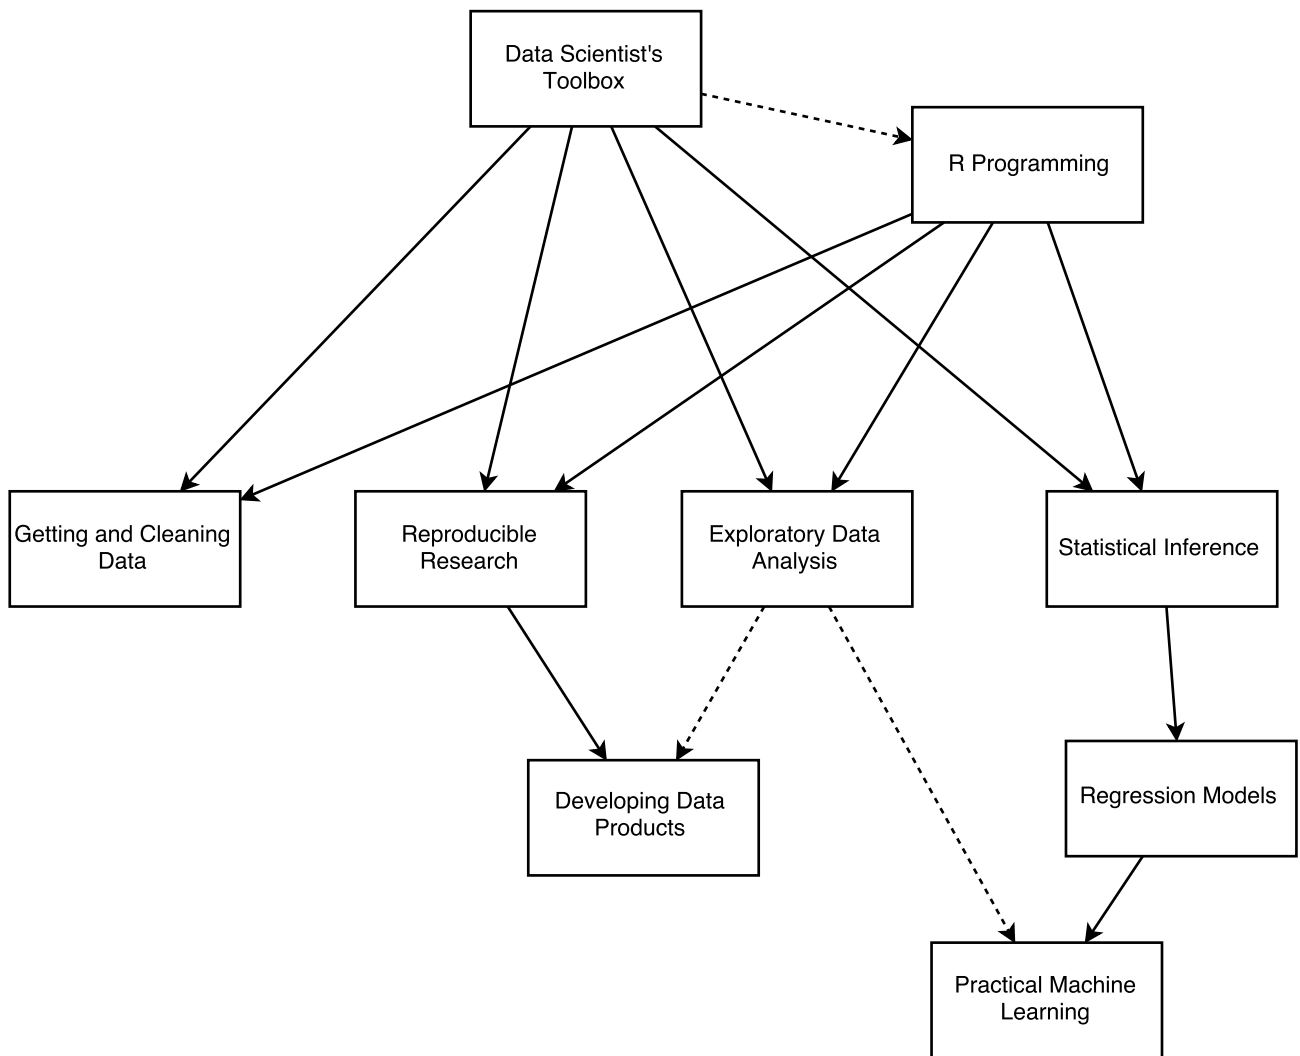 Data Scientist's
Toolbox
R Programming
Getting and Cleaning
Data
Reproducible
Research
Exploratory Data
Analysis
Statistical Inference
Developing Data
Products
Regression Models
Practical Machine
Learning